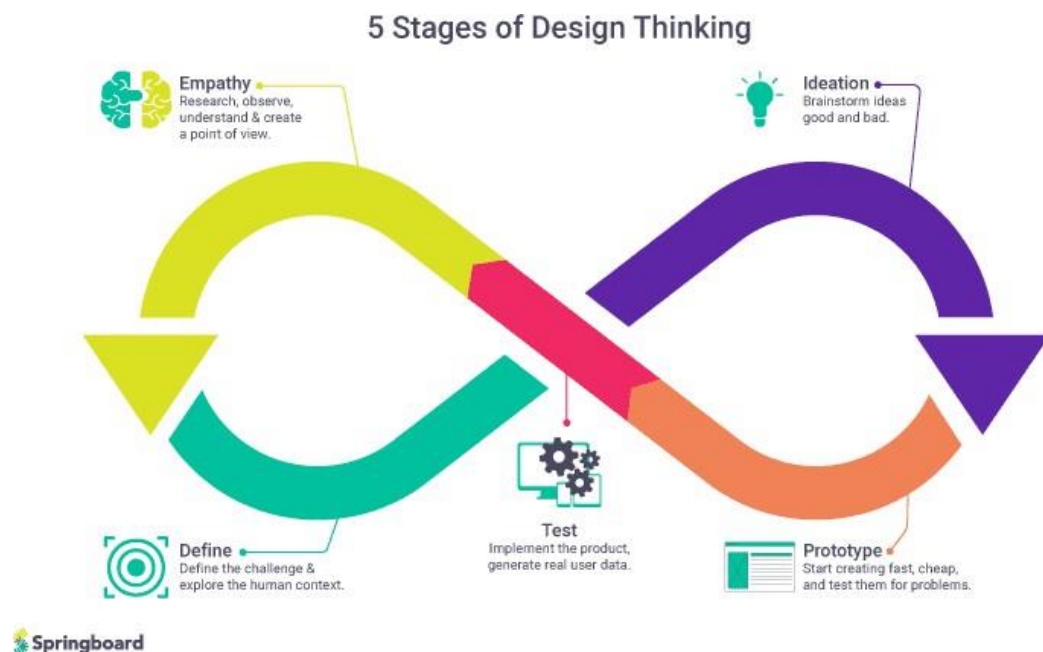 5 Stages of Design Thinking
Empathy
Research, observe,
understand & create
a point of view.
Ideation
Brainstorm ideas
good and bad.
Define
Define the challenge &
explore the human context.
Test
Implement the product,
generate real user data.
Prototype
Start creating fast, cheap,
and test them for problems.
Springboard